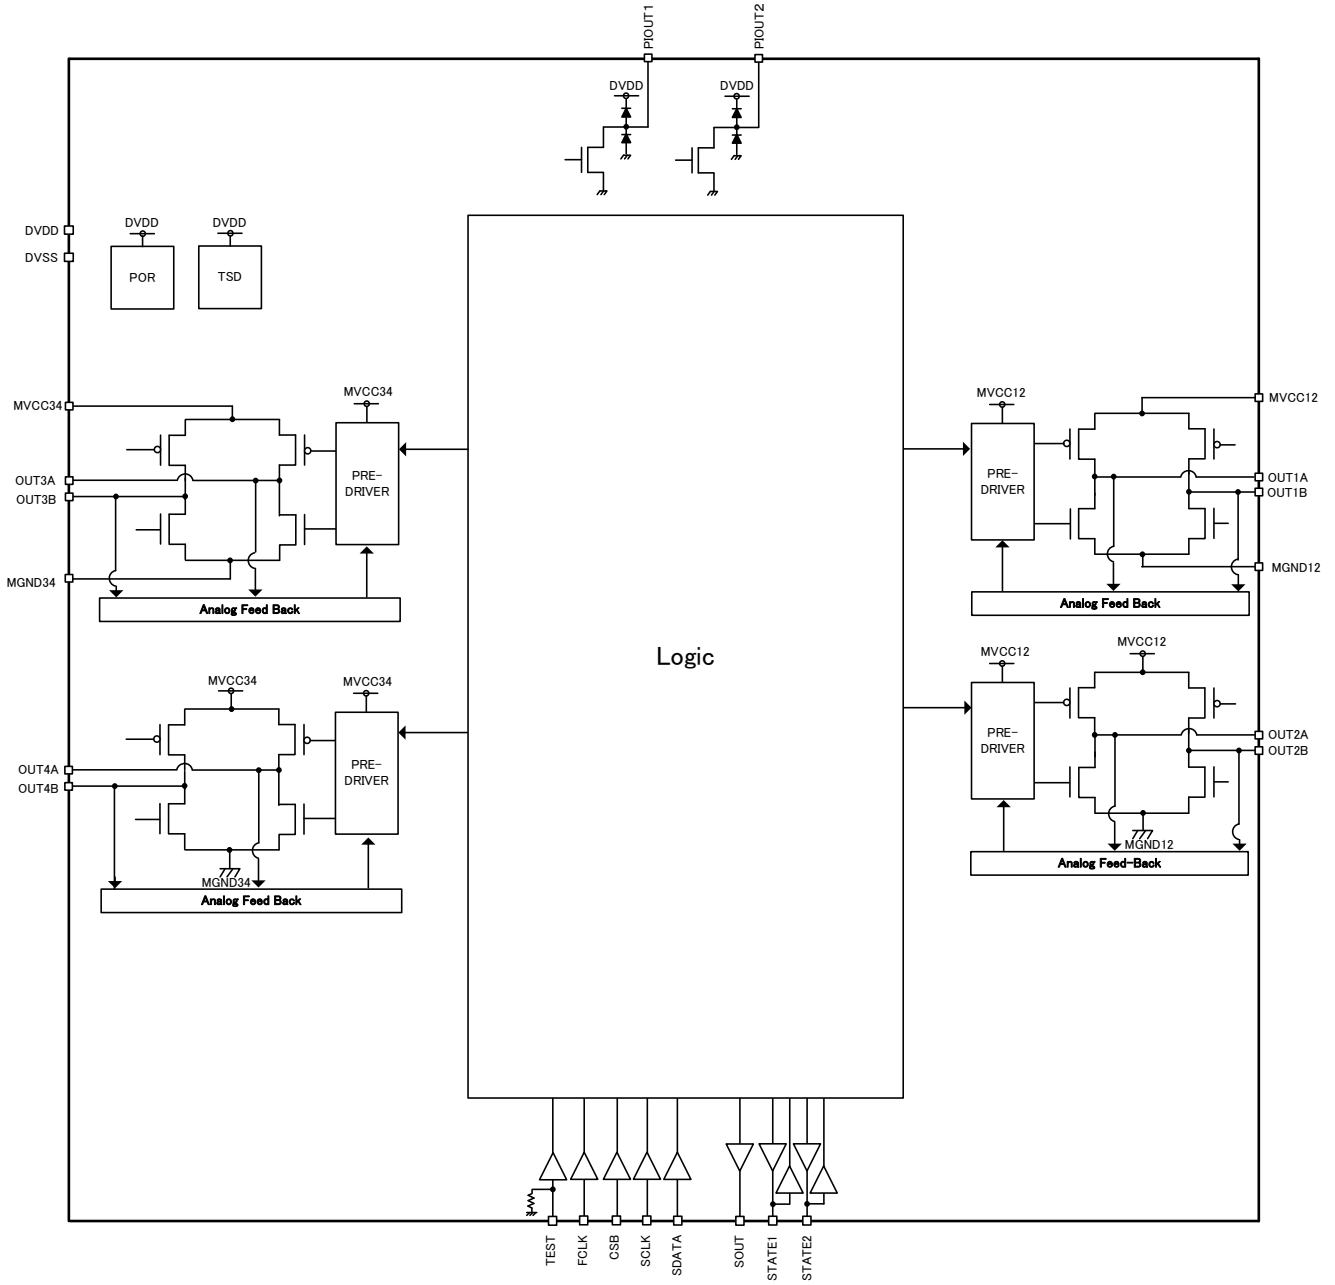 PIOUT1
PIOUT2
DVDD
DVDD
DVDD
DVSS
DVDD
DVDD
POR
TSD
MVCC34
MVCC34
PRE-
DRIVER
OUT3A
OUT3B
MGND34
Analog Feed Back
MVCC12
MVCC12
PRE-
DRIVER
OUT1A
OUT1B
MGND12
Analog Feed Back
Logic
MVCC34
MVCC34
PRE-
DRIVER
OUT4A
OUT4B
MGND34
Analog Feed Back
MVCC12
MVCC12
PRE-
DRIVER
OUT2A
OUT2B
MGND12
Analog Feed-Back
TEST
FCLK
CSB
SCLK
SDATA
SOUT
STATE1
STATE2